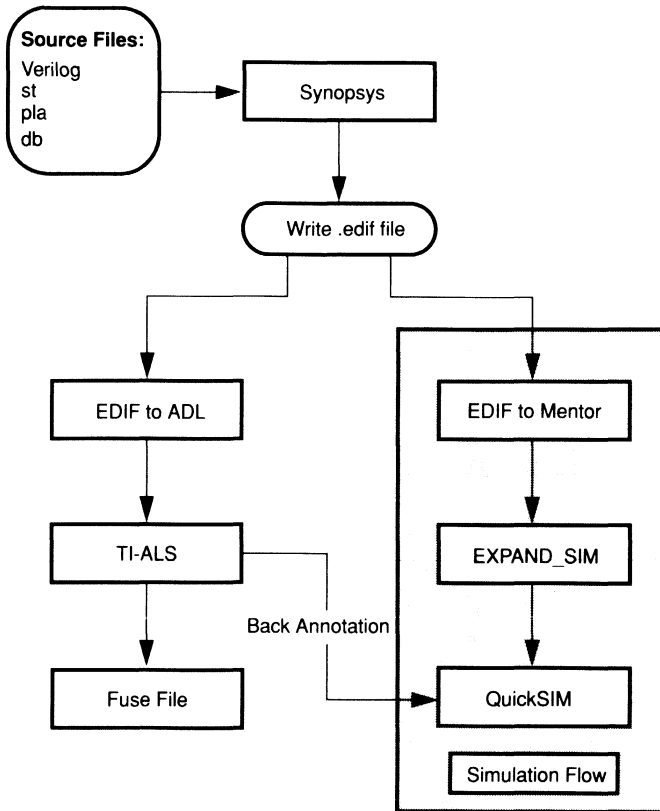 Source Files:
Verilog
st
pla
db
Synopsys
Write .edif file
EDIF to ADL
EDIF to Mentor
TI-ALS
EXPAND_SIM
Back Annotation
Fuse File
QuickSIM
Simulation Flow